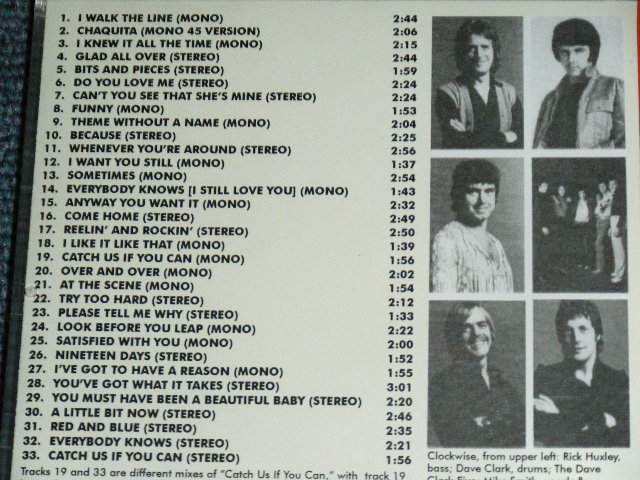 1. I WALK THE LINE (MONO) 2:44
2. CHAQUITA (MONO 45 VERSION) 2:06
3. I KNEW IT ALL THE TIME (MONO) 2:15
4. GLAD ALL OVER (STEREO) 2:44
5. BITS AND PIECES (STEREO) 1:59
6. DO YOU LOVE ME (STEREO) 2:24
7. CAN'T YOU SEE THAT SHE'S MINE (STEREO) 2:24
8. FUNNY (MONO) 1:53
9. THEME WITHOUT A NAME (MONO) 2:04
10. BECAUSE (STEREO) 2:25
11. WHENEVER YOU'RE AROUND (STEREO) 2:56
12. I WANT YOU STILL (MONO) 1:37
13. SOMETIMES (MONO) 2:54
14. EVERYBODY KNOWS [I STILL LOVE YOU] (MONO) 1:43
15. ANYWAY YOU WANT IT (MONO) 2:32
16. COME HOME (STEREO) 2:49
17. REELIN' AND ROCKIN' (STEREO) 2:50
18. I LIKE IT LIKE THAT (MONO) 1:39
19. CATCH US IF YOU CAN (MONO) 1:56
20. OVER AND OVER (MONO) 2:02
21. AT THE SCENE (MONO) 1:54
22. TRY TOO HARD (STEREO) 2:12
23. PLEASE TELL ME WHY (STEREO) 1:33
24. LOOK BEFORE YOU LEAP (MONO) 2:22
25. SATISFIED WITH YOU (MONO) 2:00
26. NINETEEN DAYS (STEREO) 1:52
27. I'VE GOT TO HAVE A REASON (MONO) 1:55
28. YOU'VE GOT WHAT IT TAKES (STEREO) 3:01
29. YOU MUST HAVE BEEN A BEAUTIFUL BABY (STEREO) 2:20
30. A LITTLE BIT NOW (STEREO) 2:46
31. RED AND BLUE (STEREO) 2:35
32. EVERYBODY KNOWS (STEREO) 2:21
33. CATCH US IF YOU CAN (STEREO) 1:56
Tracks 19 and 33 are different mixes of "Catch Us If You Can," with track 19
Clockwise, from upper left: Rick Huxley,
bass; Dave Clark, drums; The Dave